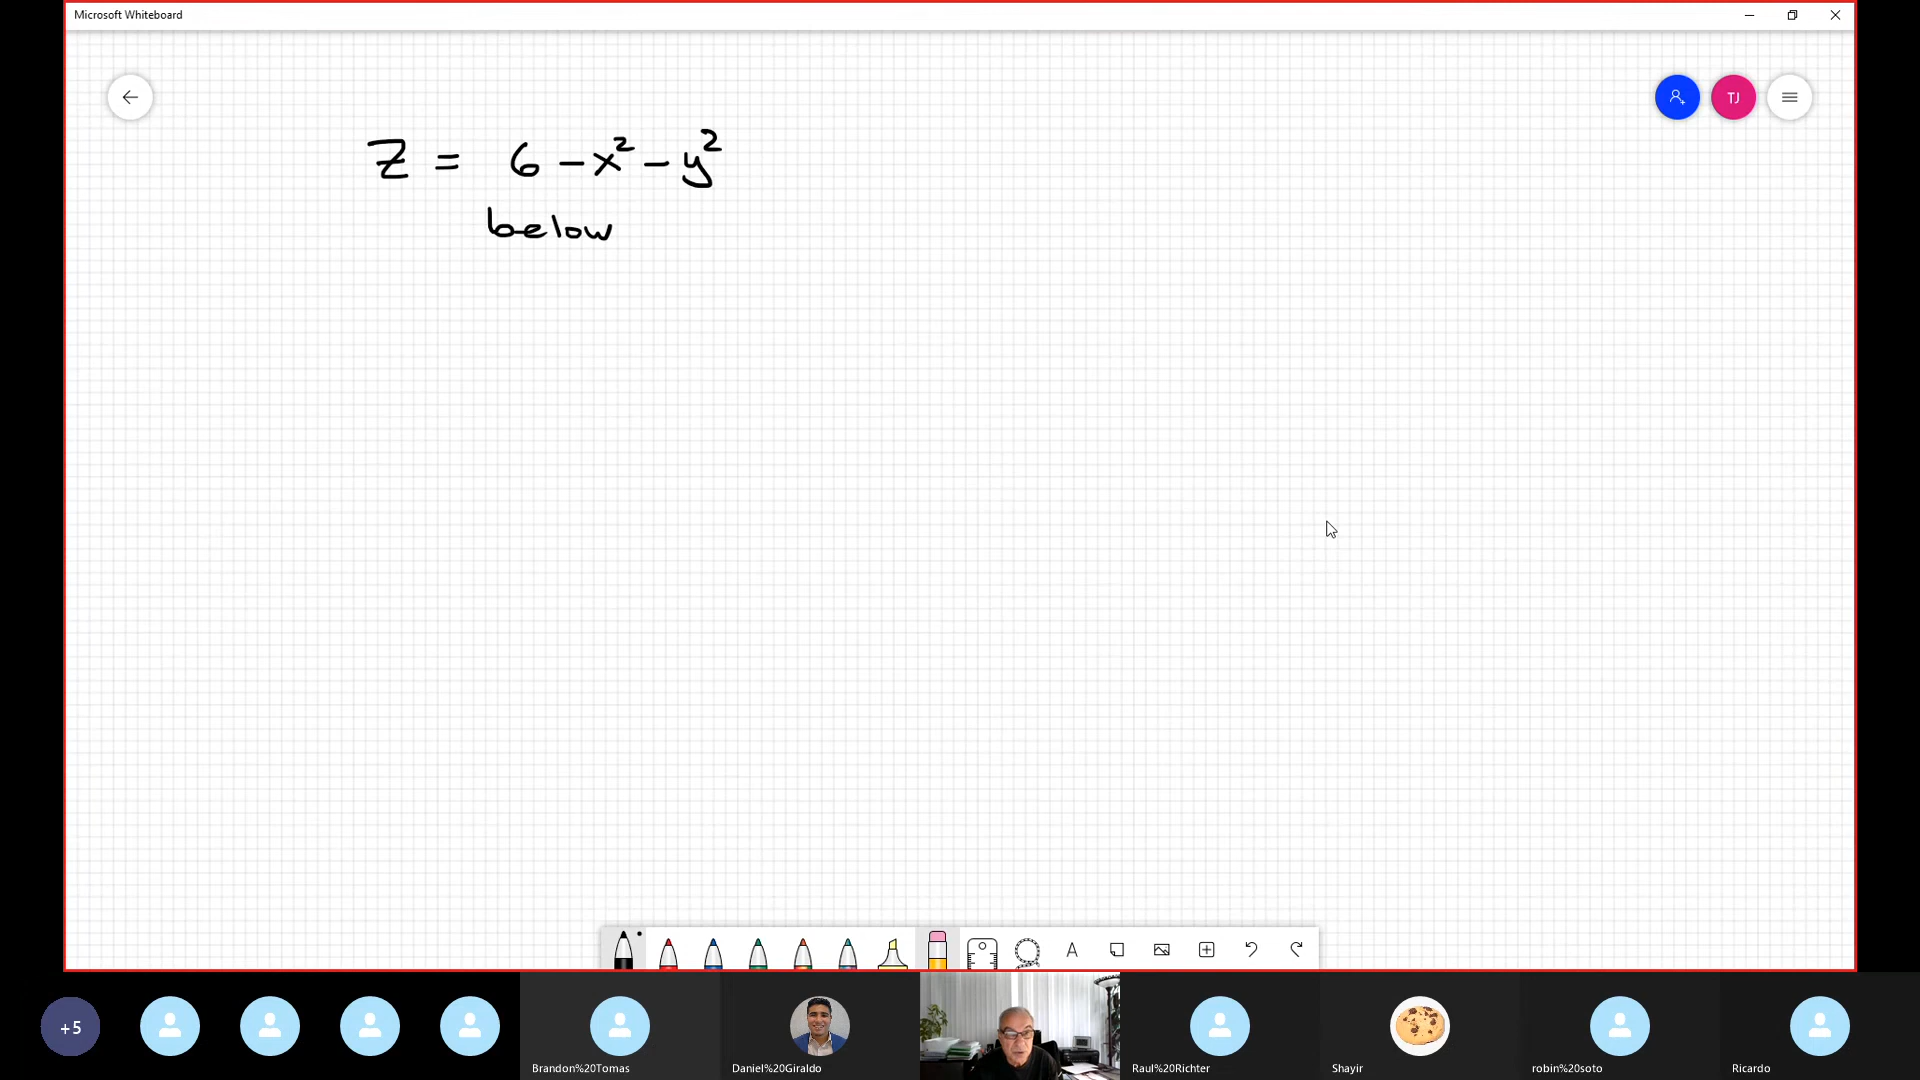 Microsoft Whiteboard
TJ
Z = 6 - x² - y²
below
A
+5
Brandon%20Tomas
Daniel%20Giraldo
Raul%20Richter
Shayir
robin%20soto
Ricardo